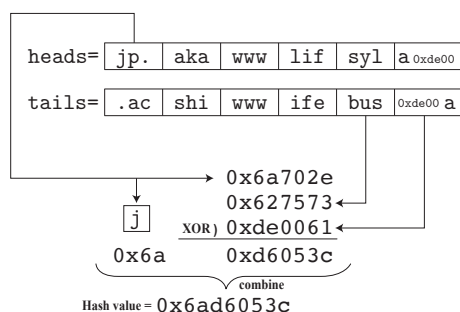 heads= jp. aka www lif syl a 0xde00
tails= .ac shi www ife bus 0xde00 a
0x6a702e
0x627573
j XOR ) 0xde0061
0x6a 0xd6053c
combine
Hash value = 0x6ad6053c